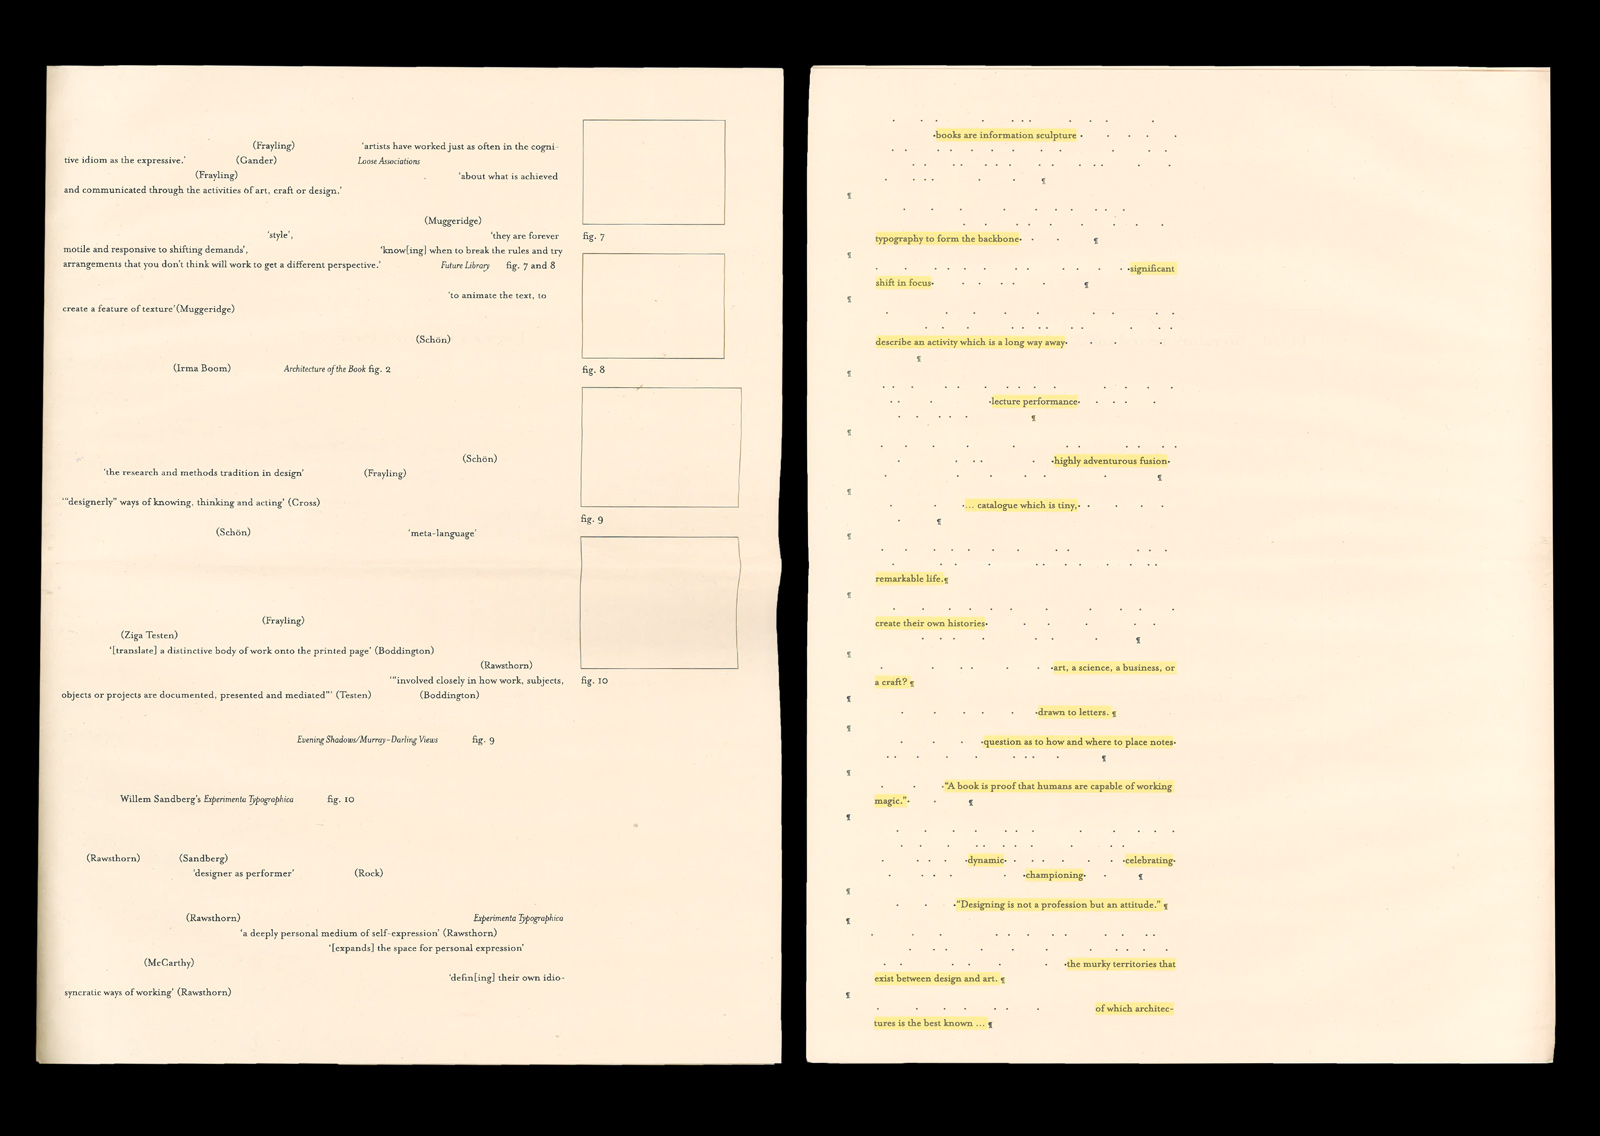 (Frayling) ‘artists have worked just as often in the cogni-
tive idiom as the expressive.’ (Gander) Loose Associations
(Frayling) ‘about what is achieved
and communicated through the activities of art, craft or design.’
(Muggeridge)
‘style’, ‘they are forever
motile and responsive to shifting demands’, ‘know[ing] when to break the rules and try
arrangements that you don’t think will work to get a different perspective.’ Future Library fig. 7 and 8
‘to animate the text, to
create a feature of texture’(Muggeridge)
(Schön)
(Irma Boom) Architecture of the Book fig. 2
(Schön)
‘the research and methods tradition in design’ (Frayling)
‘“designerly” ways of knowing, thinking and acting’ (Cross)
(Schön) ‘meta-language’
(Frayling)
(Ziga Testen)
‘[translate] a distinctive body of work onto the printed page’ (Boddington)
(Rawsthorn)
‘“involved closely in how work, subjects,
objects or projects are documented, presented and mediated”’ (Testen) (Boddington)
Evening Shadows/Murray–Darling Views fig. 9
Willem Sandberg’s Experimenta Typographica fig. 10
(Rawsthorn) (Sandberg)
‘designer as performer’ (Rock)
(Rawsthorn) Experimenta Typographica
‘a deeply personal medium of self-expression’ (Rawsthorn)
‘[expands] the space for personal expression’
(McCarthy)
‘defin[ing] their own idio-
syncratic ways of working’ (Rawsthorn)
fig. 7
fig. 8
fig. 9
fig. 10
books are information sculpture
¶
¶
typography to form the backbone ¶
¶
significant
shift in focus ¶
¶
describe an activity which is a long way away
¶
¶
lecture performance
¶
¶
highly adventurous fusion
¶
¶
… catalogue which is tiny,
¶
¶
remarkable life.¶
¶
create their own histories
¶
¶
art, a science, a business, or
a craft? ¶
¶
drawn to letters. ¶
¶
question as to how and where to place notes
¶
¶
“A book is proof that humans are capable of working
magic.” ¶
¶
dynamic celebrating
championing ¶
¶
“Designing is not a profession but an attitude.” ¶
¶
the murky territories that
exist between design and art. ¶
¶
of which architec-
tures is the best known … ¶